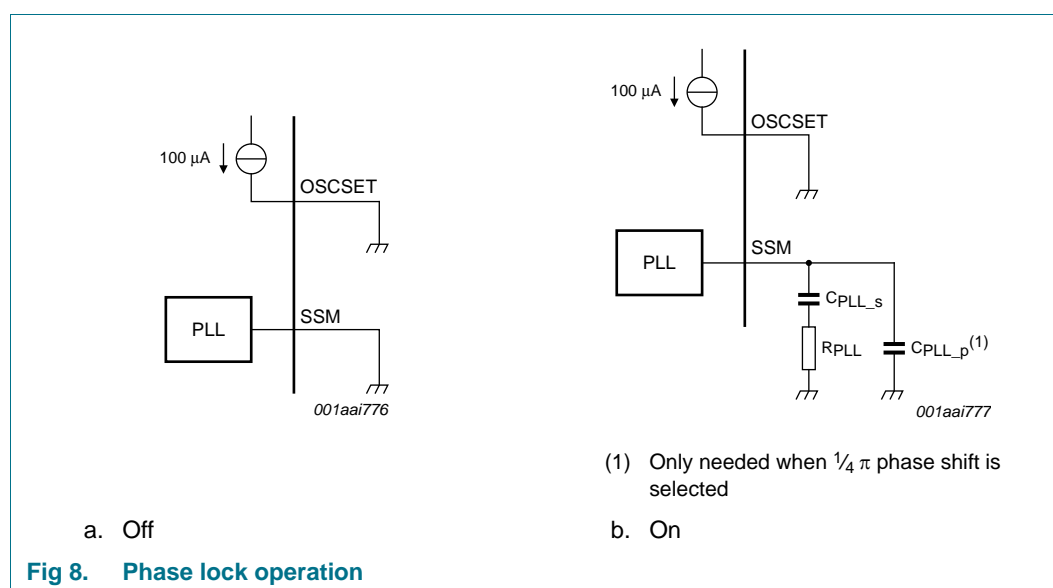 100 μA
OSCSET
PLL
SSM
001aai776
100 μA
OSCSET
PLL
SSM
CPLL_s
RPLL
CPLL_p(1)
001aai777
(1) Only needed when 1⁄4 π phase shift is
selected
a. Off
b. On
Fig 8. Phase lock operation